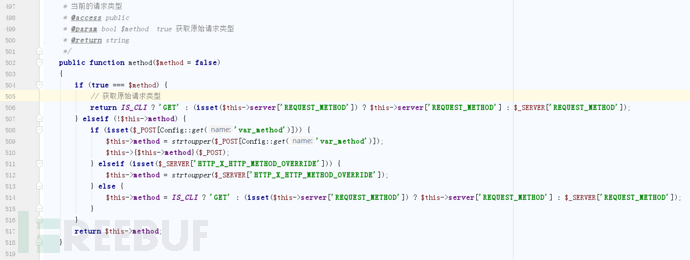 497 * 当前的请求类型
498 * @access public
499 * @param bool $method true 获取原始请求类型
500 * @return string
501 */
502 public function method($method = false)
503 {
504 if (true === $method) {
505 // 获取原始请求类型
506 return IS_CLI ? 'GET' : (isset($this->server['REQUEST_METHOD']) ? $this->server['REQUEST_METHOD'] : $_SERVER['REQUEST_METHOD']);
507 } elseif (!$this->method) {
508 if (isset($_POST[Config::get( name: 'var_method')])) {
509 $this->method = strtoupper($_POST[Config::get( name: 'var_method')]);
510 $this->{$this->method}($_POST);
511 } elseif (isset($_SERVER['HTTP_X_HTTP_METHOD_OVERRIDE'])) {
512 $this->method = strtoupper($_SERVER['HTTP_X_HTTP_METHOD_OVERRIDE']);
513 } else {
514 $this->method = IS_CLI ? 'GET' : (isset($this->server['REQUEST_METHOD']) ? $this->server['REQUEST_METHOD'] : $_SERVER['REQUEST_METHOD']);
515 }
516 }
517 return $this->method;
518 }
519
REEBUF